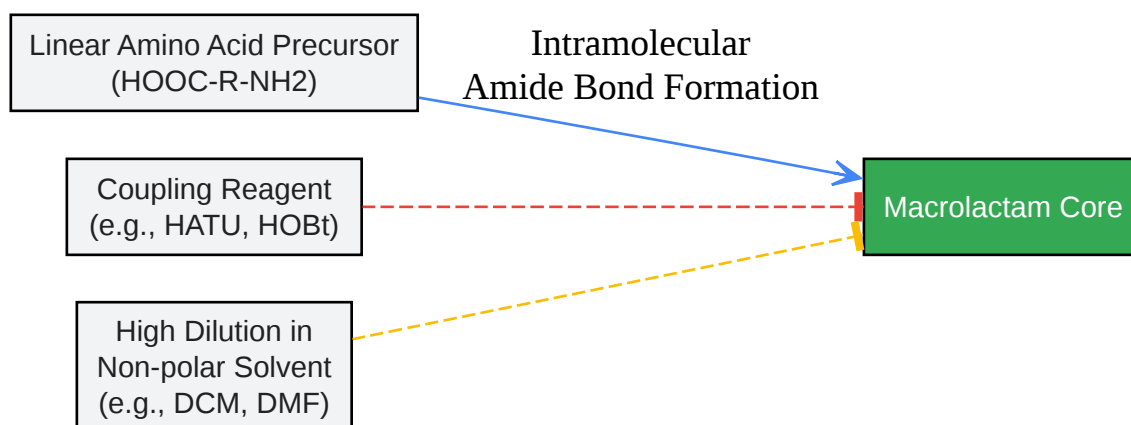 Linear Amino Acid Precursor
(HOOC-R-NH2)
Intramolecular
Amide Bond Formation
Coupling Reagent
(e.g., HATU, HOBt)
Macrolactam Core
High Dilution in
Non-polar Solvent
(e.g., DCM, DMF)